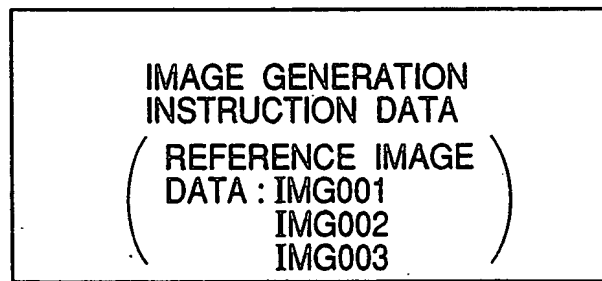 IMAGE GENERATION
INSTRUCTION DATA
REFERENCE IMAGE
DATA : IMG001
IMG002
IMG003